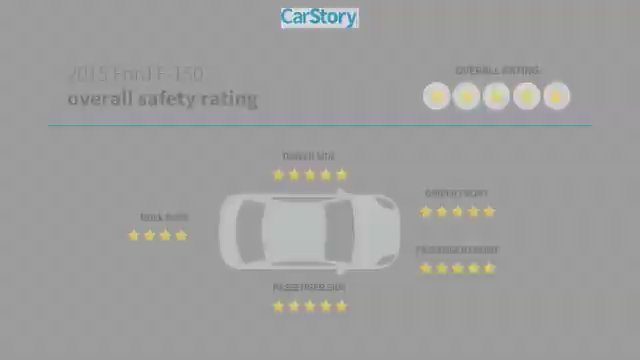 CarStory
2015 Ford F-150
OVERALL RATING
overall safety rating
DRIVER SIDE
DRIVER FRONT
ROLLOVER
PASSENGER FRONT
PASSENGER SIDE